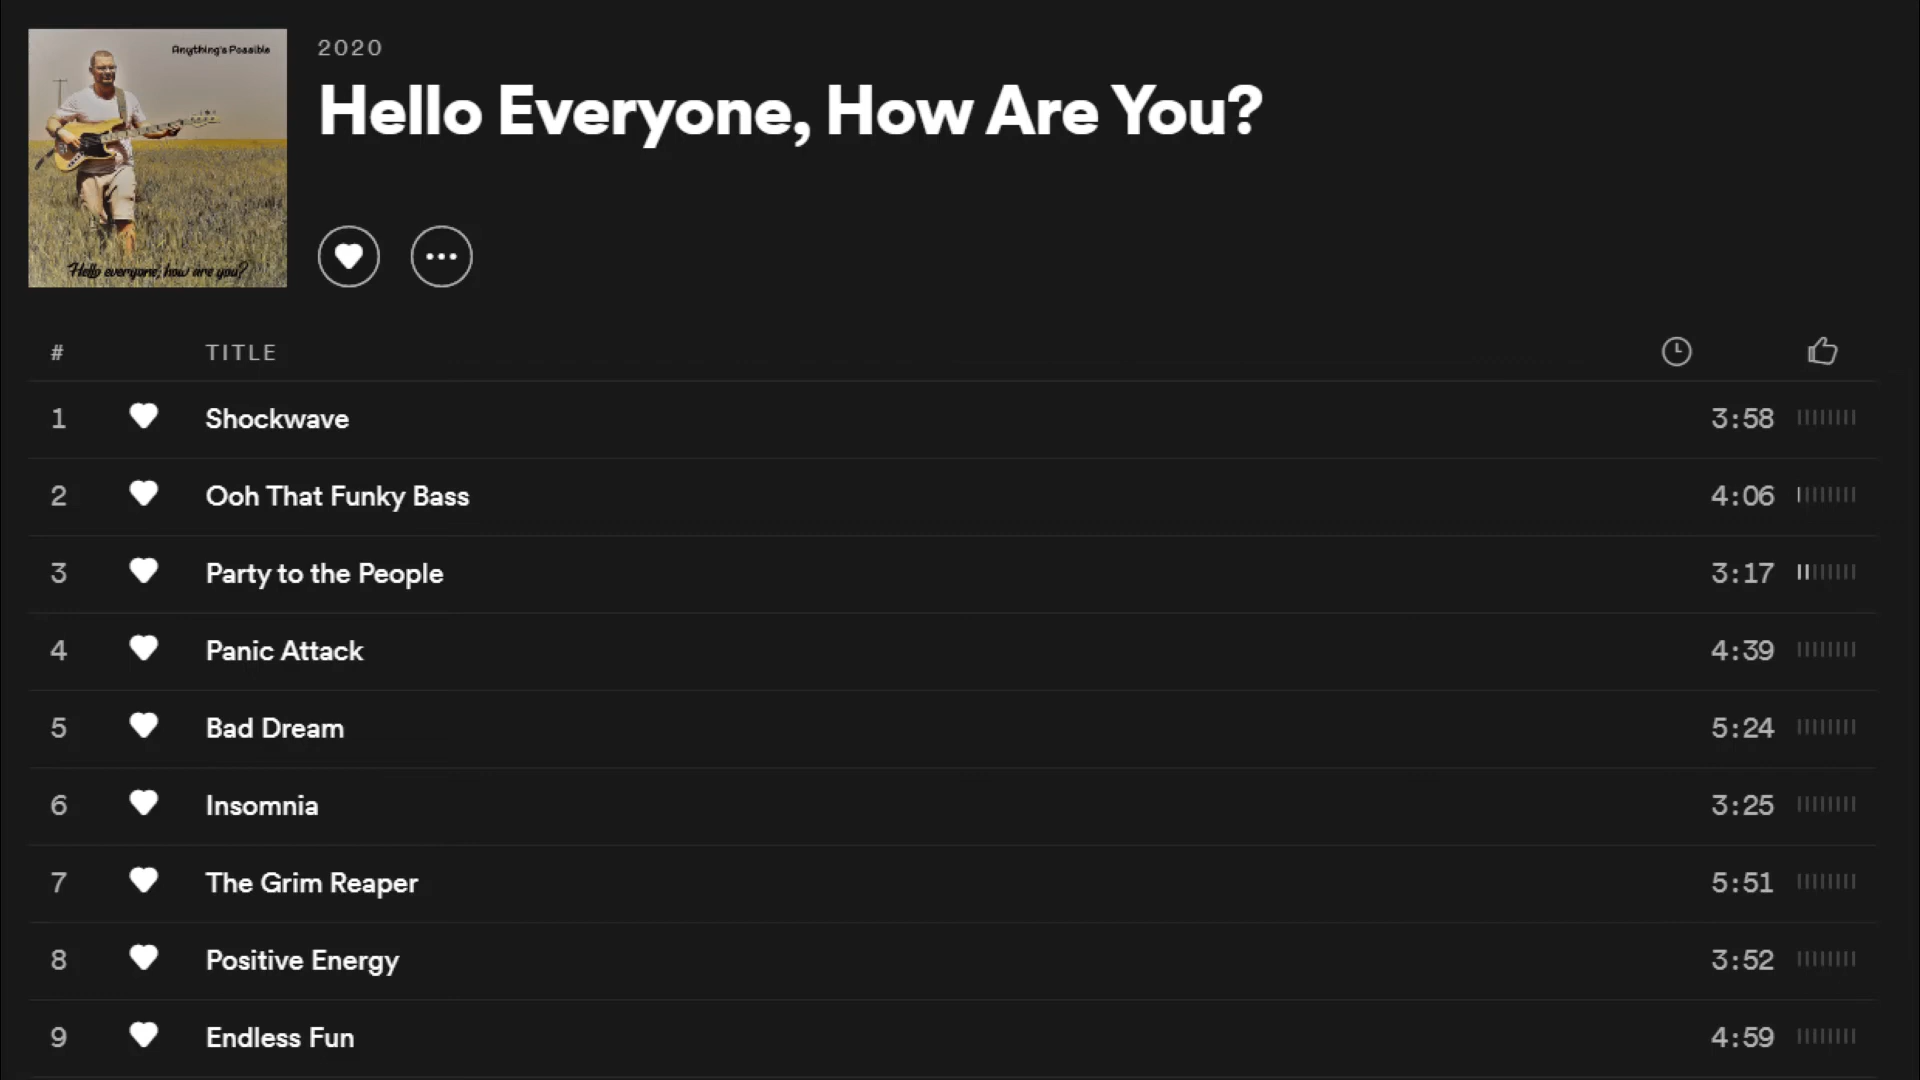 Anything's Possible
Hello everyone, how are you?
2020
Hello Everyone, How Are You?
# TITLE
1 Shockwave 3:58
2 Ooh That Funky Bass 4:06
3 Party to the People 3:17
4 Panic Attack 4:39
5 Bad Dream 5:24
6 Insomnia 3:25
7 The Grim Reaper 5:51
8 Positive Energy 3:52
9 Endless Fun 4:59